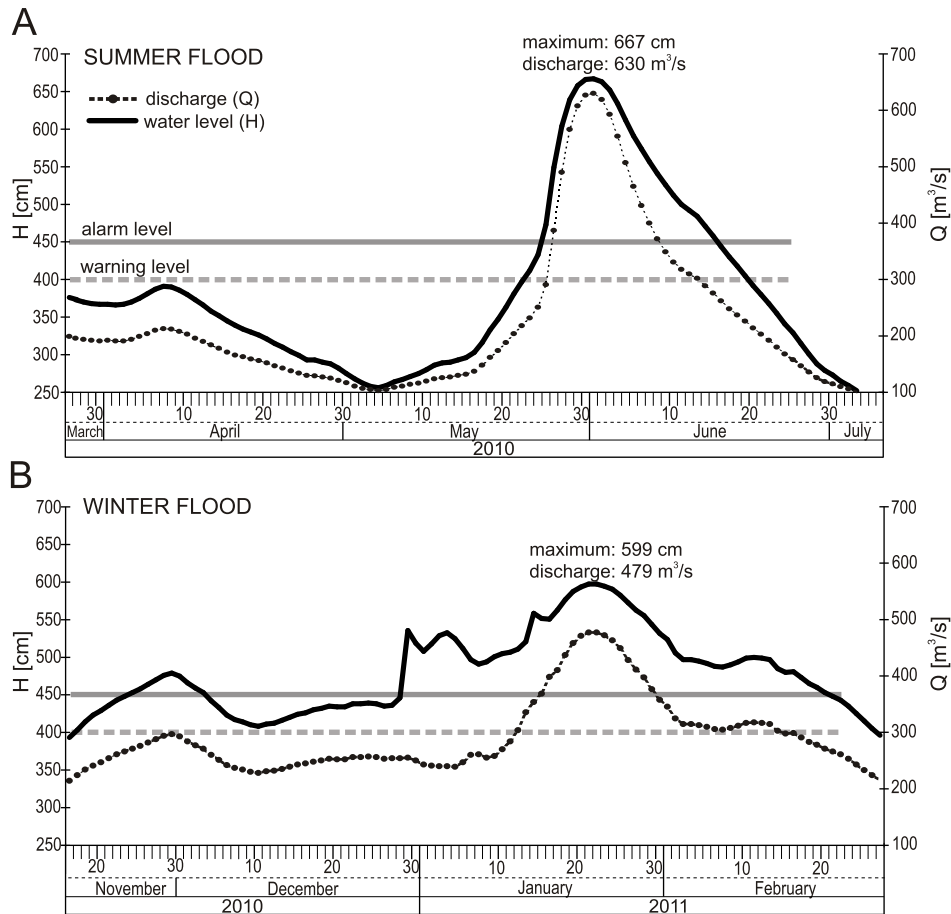 A
SUMMER FLOOD
maximum: 667 cm
discharge: 630 m³/s
discharge (Q)
water level (H)
alarm level
warning level
H [cm]
700
650
600
550
500
450
400
350
300
250
Q [m³/s]
700
600
500
400
300
200
100
30 10 20 30 10 20 30 10 20 30
March April May June July
2010
B
WINTER FLOOD
maximum: 599 cm
discharge: 479 m³/s
H [cm]
700
650
600
550
500
450
400
350
300
250
Q [m³/s]
700
600
500
400
300
200
100
20 30 10 20 30 10 20 30 10 20
November December January February
2010 2011